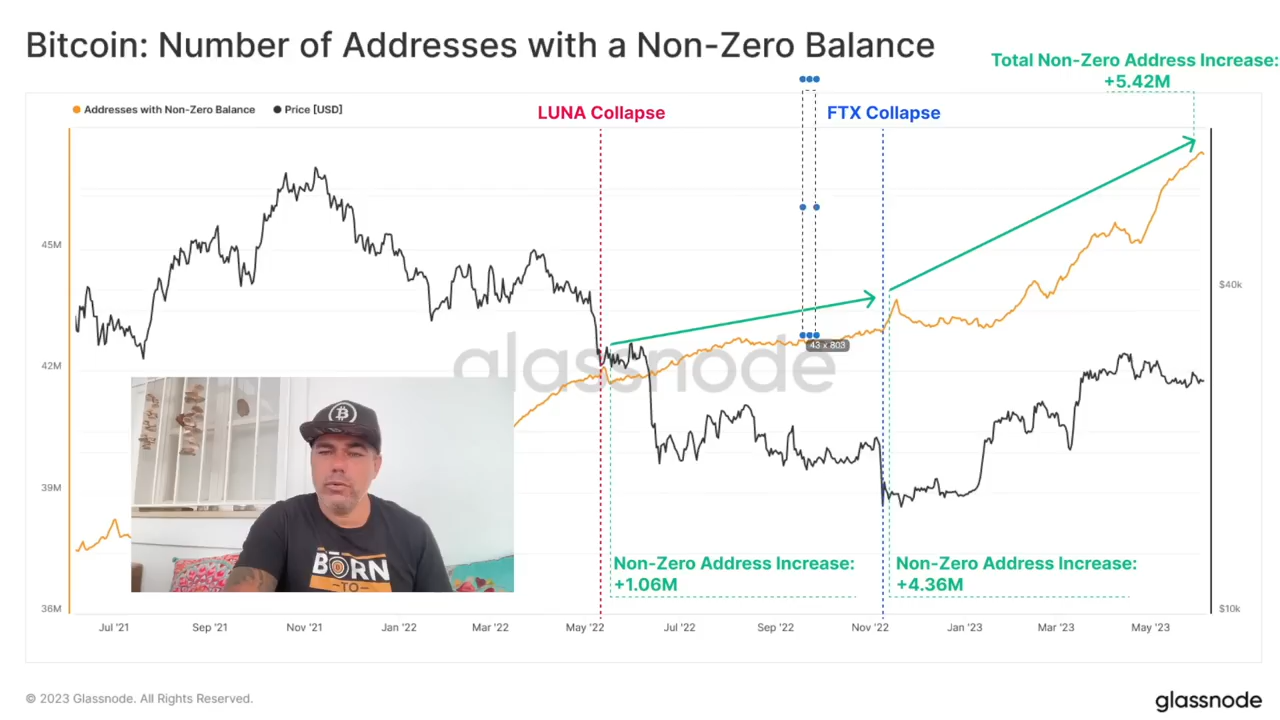 Bitcoin: Number of Addresses with a Non-Zero Balance
Total Non-Zero Address Increase:
+5.42M
Addresses with Non-Zero Balance
Price [USD]
LUNA Collapse
FTX Collapse
45M
$40k
43 x 803
glassnode
42M
39M
BORN
-TO-
Non-Zero Address Increase:
+1.06M
Non-Zero Address Increase:
+4.36M
36M
$10k
Jul '21
Sep '21
Nov '21
Jan '22
Mar '22
May '22
Jul '22
Sep '22
Nov '22
Jan '23
Mar '23
May '23
© 2023 Glassnode. All Rights Reserved.
glassnode